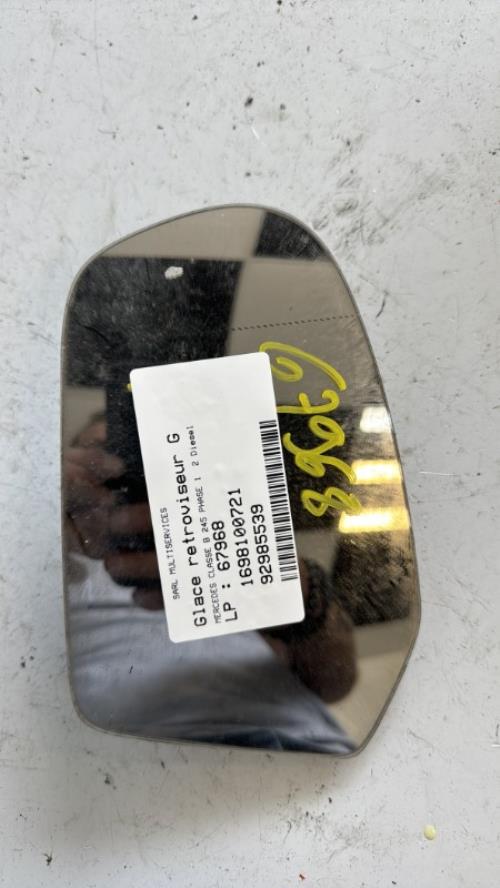 SARL MULTISERVICES
Glace retroviseur G
MERCEDES CLASSE B 245 PHASE 1 2 Diesel
LP : 67968
1698100721
92985539
67968